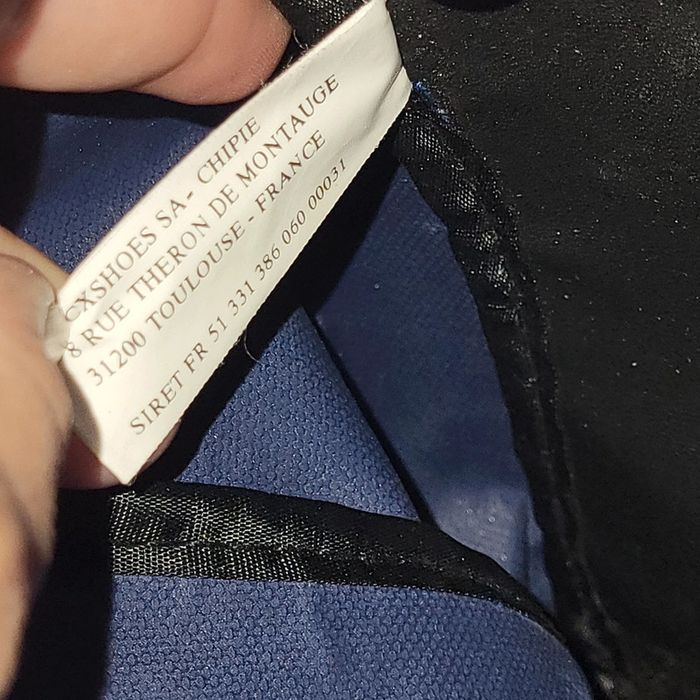 CXSHOES SA - CHIPIE
8 RUE THERON DE MONTAUGE
31200 TOULOUSE - FRANCE
SIRET FR 51 331 386 060 00031